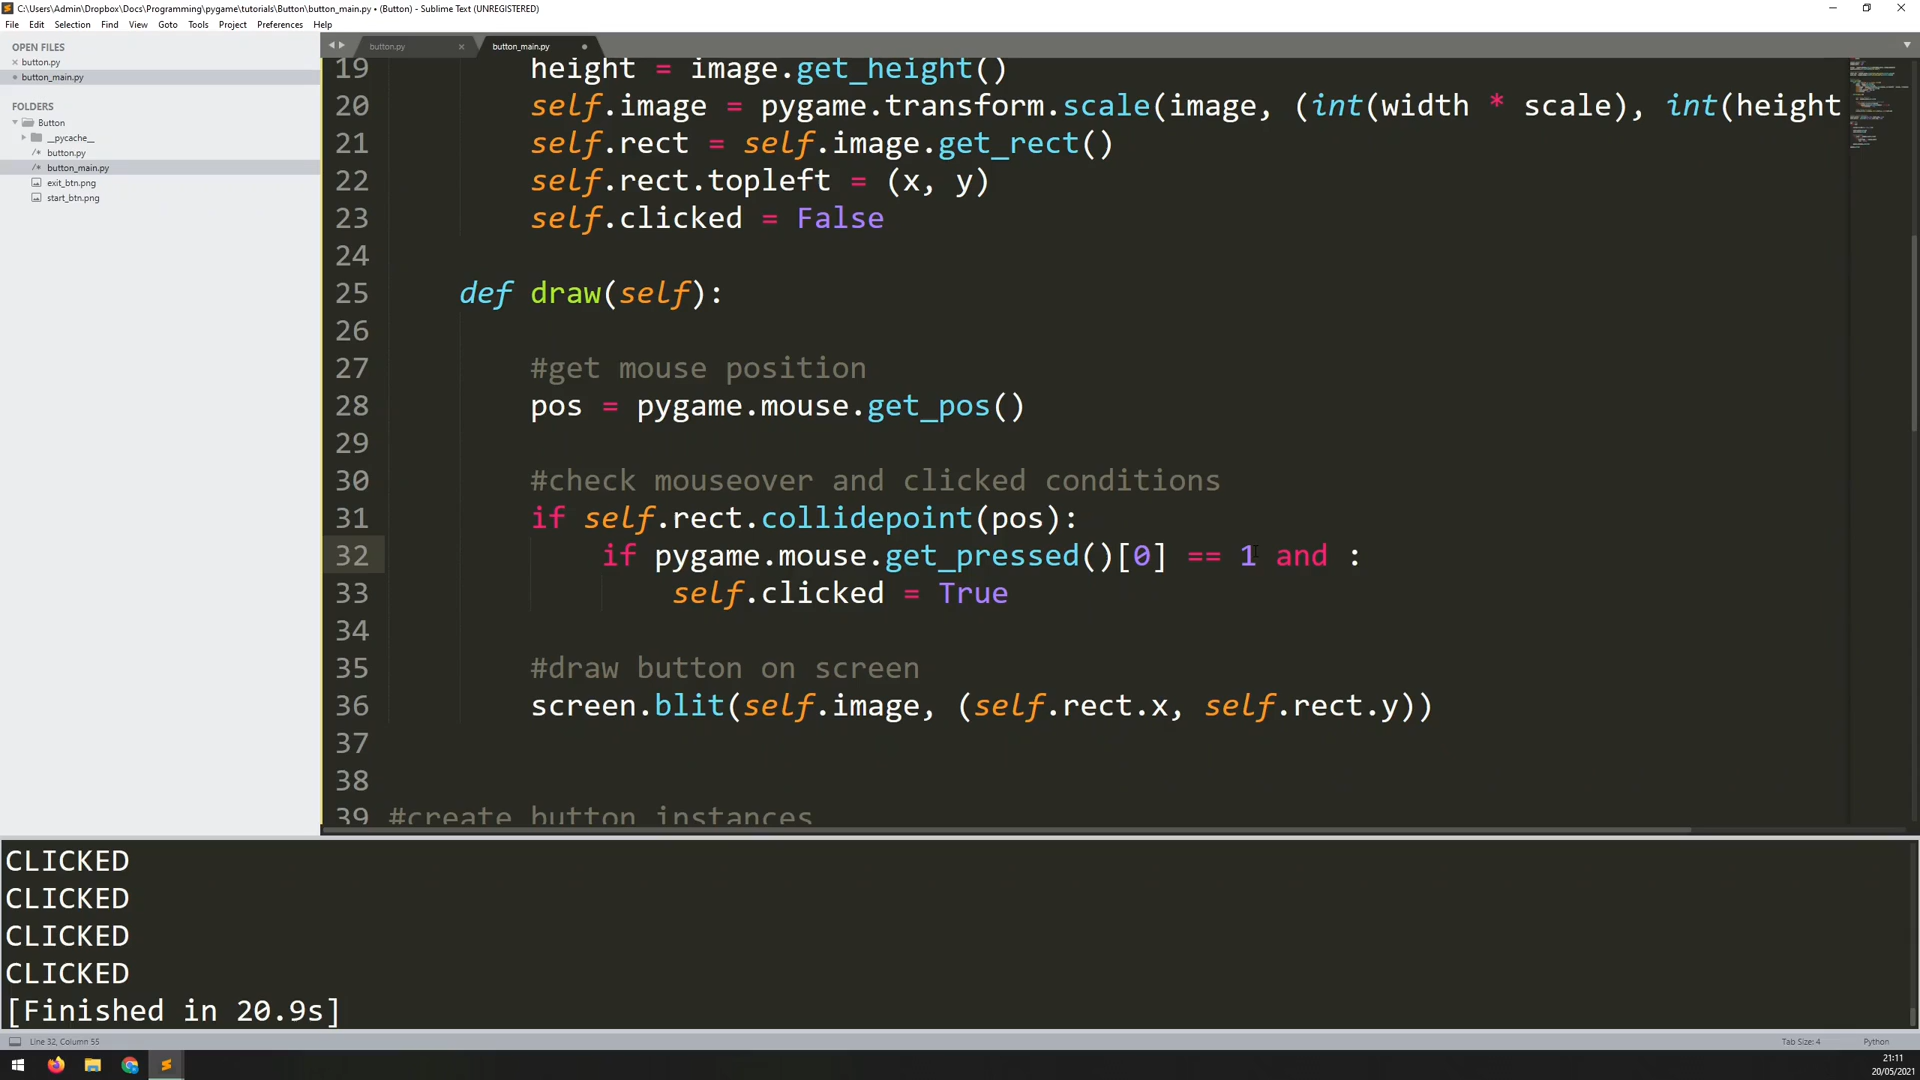 C:\Users\Admin\Dropbox\Docs\Programming\pygame\tutorials\Button\button_main.py • (Button) - Sublime Text (UNREGISTERED)
File Edit Selection Find View Goto Tools Project Preferences Help
OPEN FILES
button.py
button_main.py
FOLDERS
Button
__pycache__
button.py
button_main.py
exit_btn.png
start_btn.png
button.py button_main.py
19 height = image.get_height()
20 self.image = pygame.transform.scale(image, (int(width * scale), int(height
21 self.rect = self.image.get_rect()
22 self.rect.topleft = (x, y)
23 self.clicked = False
24
25 def draw(self):
26
27 #get mouse position
28 pos = pygame.mouse.get_pos()
29
30 #check mouseover and clicked conditions
31 if self.rect.collidepoint(pos):
32 if pygame.mouse.get_pressed()[0] == 1 and :
33 self.clicked = True
34
35 #draw button on screen
36 screen.blit(self.image, (self.rect.x, self.rect.y))
37
38
39 #create button instances
CLICKED
CLICKED
CLICKED
CLICKED
[Finished in 20.9s]
Line 32, Column 55
Tab Size: 4 Python
21:11
20/05/2021